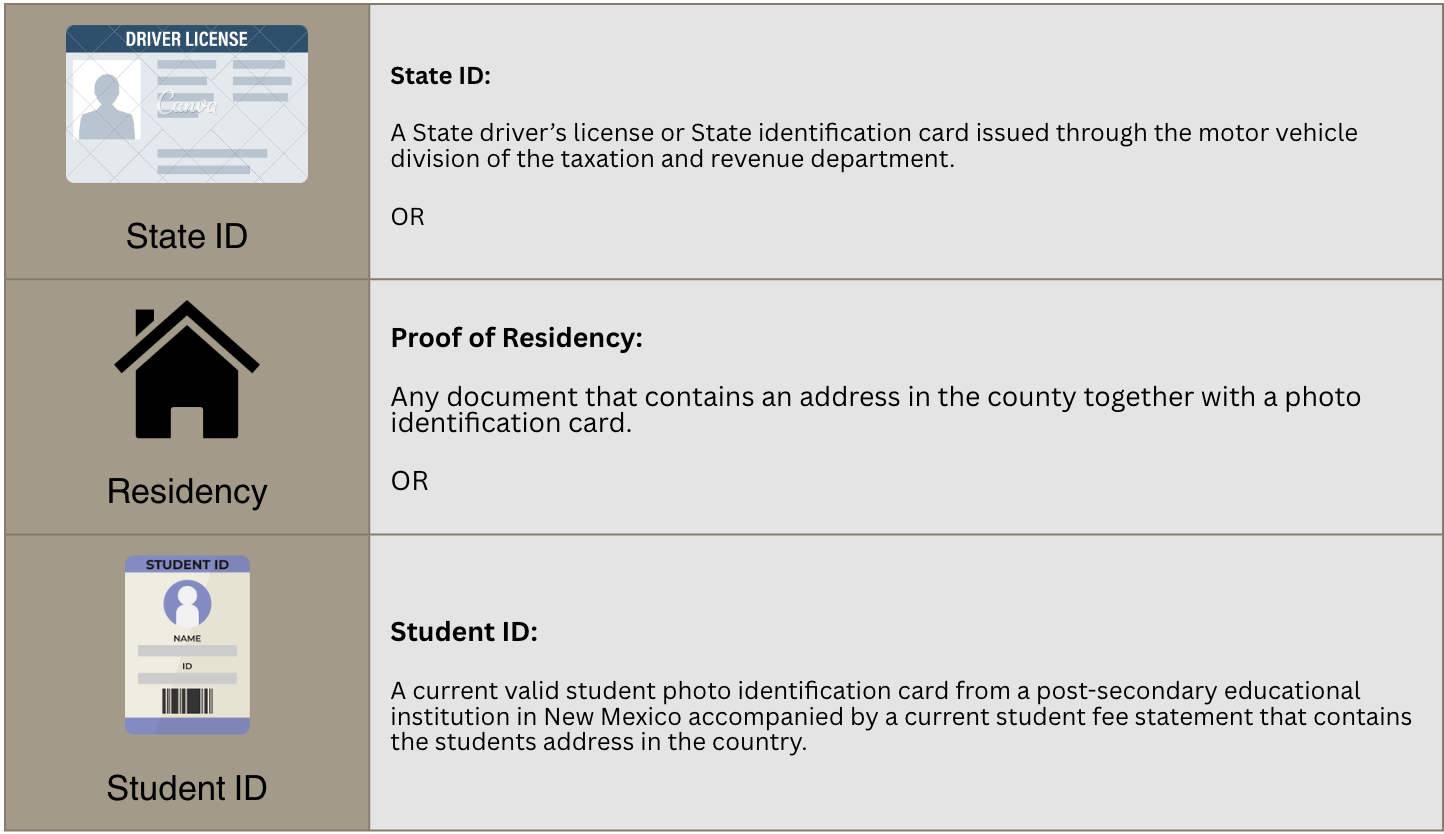 DRIVER LICENSE
Canva
State ID
State ID:
A State driver’s license or State identification card issued through the motor vehicle
division of the taxation and revenue department.
OR
Residency
Proof of Residency:
Any document that contains an address in the county together with a photo
identification card.
OR
STUDENT ID
NAME
ID
Student ID
Student ID:
A current valid student photo identification card from a post-secondary educational
institution in New Mexico accompanied by a current student fee statement that contains
the students address in the country.